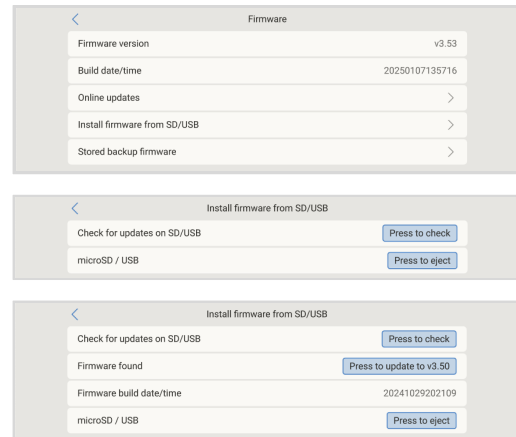 Firmware
Firmware version v3.53
Build date/time 20250107135716
Online updates
Install firmware from SD/USB
Stored backup firmware
Install firmware from SD/USB
Check for updates on SD/USB Press to check
microSD / USB Press to eject
Install firmware from SD/USB
Check for updates on SD/USB Press to check
Firmware found Press to update to v3.50
Firmware build date/time 20241029202109
microSD / USB Press to eject